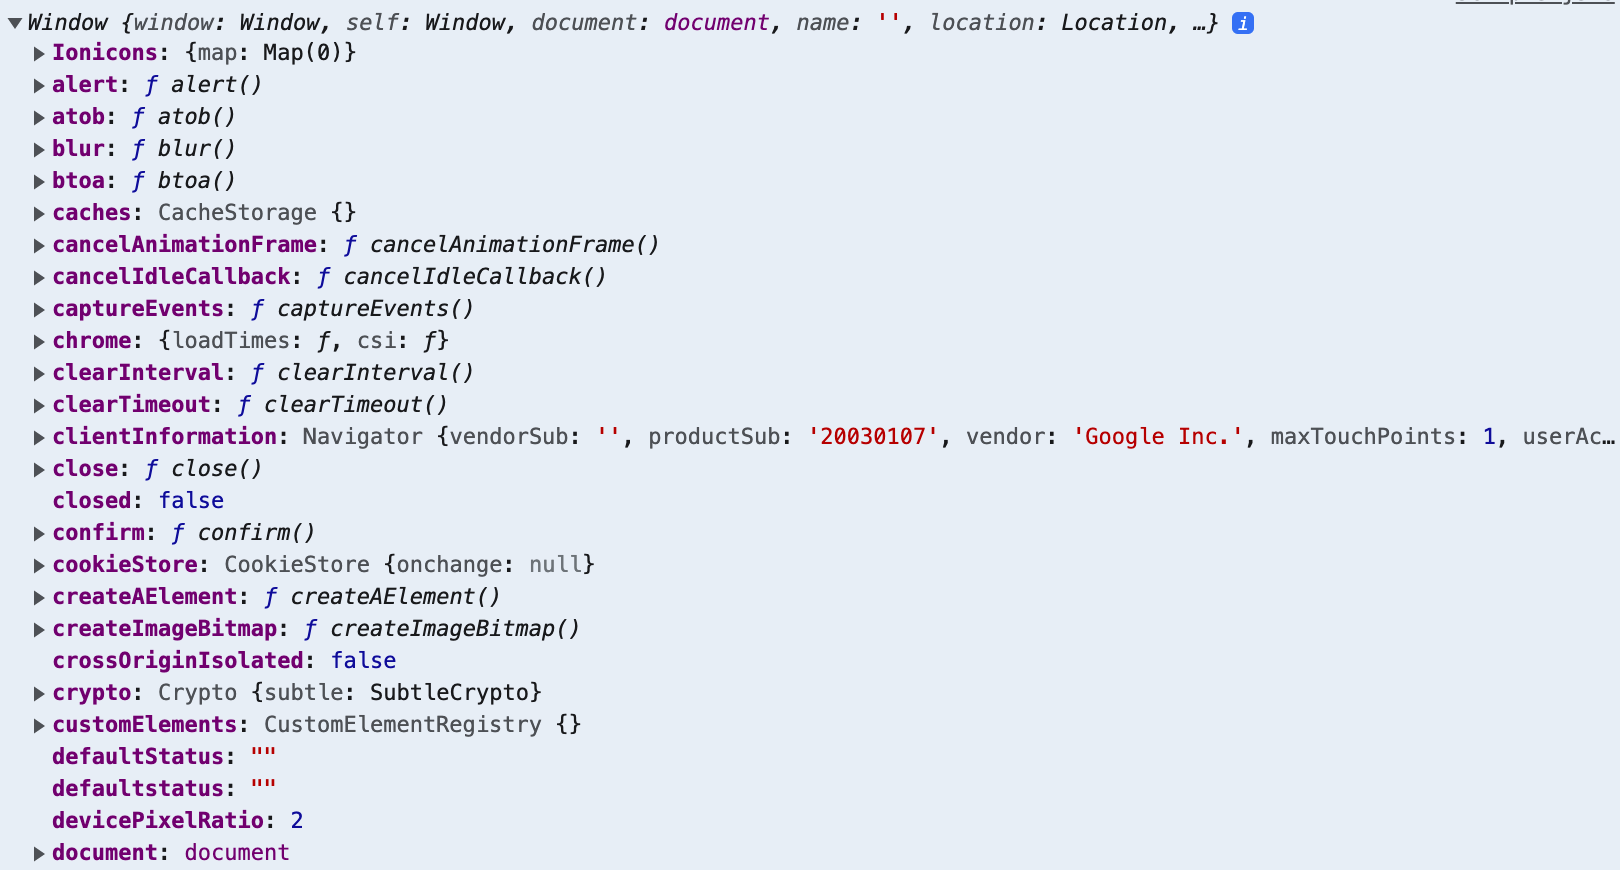 ▼Window {window: Window, self: Window, document: document, name: '', location: Location, …} i
▶Ionicons: {map: Map(0)}
▶alert: ƒ alert()
▶atob: ƒ atob()
▶blur: ƒ blur()
▶btoa: ƒ btoa()
▶caches: CacheStorage {}
▶cancelAnimationFrame: ƒ cancelAnimationFrame()
▶cancelIdleCallback: ƒ cancelIdleCallback()
▶captureEvents: ƒ captureEvents()
▶chrome: {loadTimes: ƒ, csi: ƒ}
▶clearInterval: ƒ clearInterval()
▶clearTimeout: ƒ clearTimeout()
▶clientInformation: Navigator {vendorSub: '', productSub: '20030107', vendor: 'Google Inc.', maxTouchPoints: 1, userAc…
▶close: ƒ close()
closed: false
▶confirm: ƒ confirm()
▶cookieStore: CookieStore {onchange: null}
▶createAElement: ƒ createAElement()
▶createImageBitmap: ƒ createImageBitmap()
crossOriginIsolated: false
▶crypto: Crypto {subtle: SubtleCrypto}
▶customElements: CustomElementRegistry {}
defaultStatus: ""
defaultstatus: ""
devicePixelRatio: 2
▶document: document